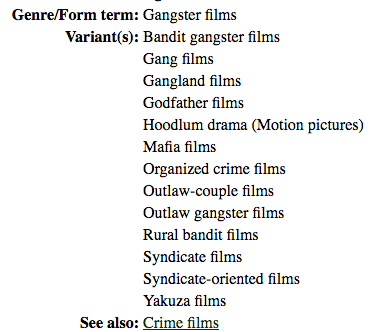 Genre/Form term: Gangster films
Variant(s): Bandit gangster films
Gang films
Gangland films
Godfather films
Hoodlum drama (Motion pictures)
Mafia films
Organized crime films
Outlaw-couple films
Outlaw gangster films
Rural bandit films
Syndicate films
Syndicate-oriented films
Yakuza films
See also: Crime films